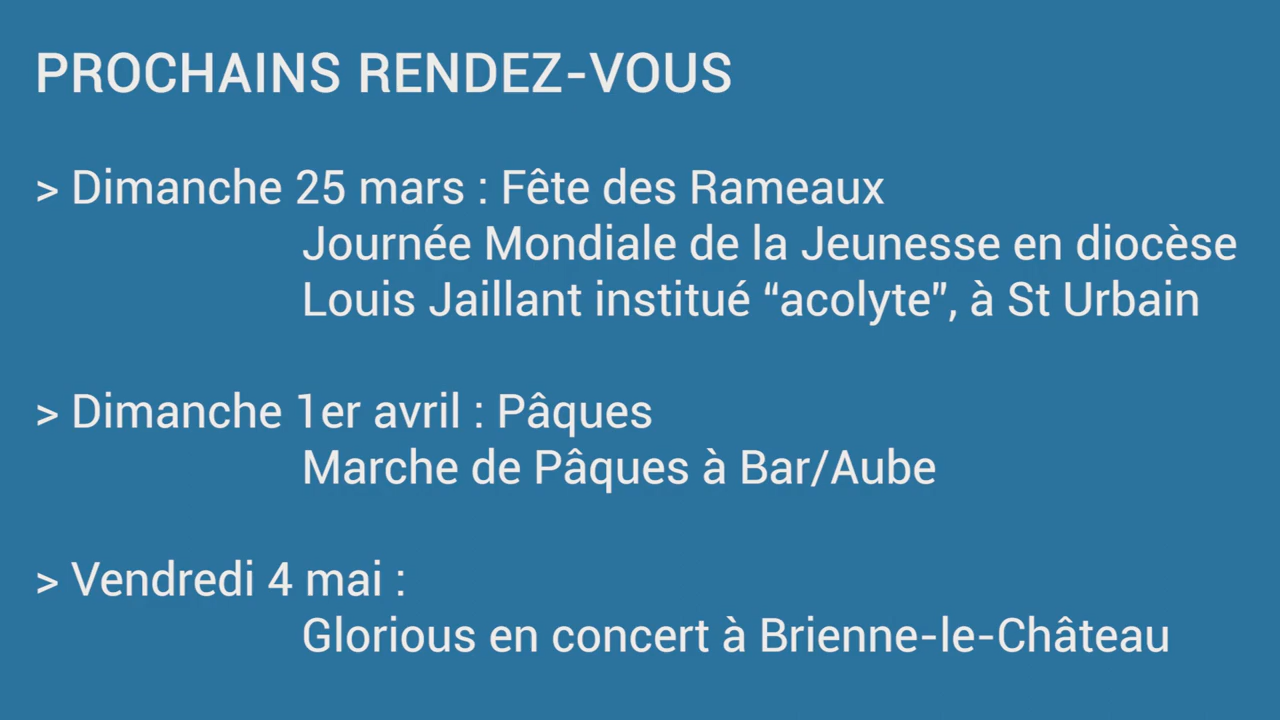 PROCHAINS RENDEZ-VOUS
> Dimanche 25 mars : Fête des Rameaux
Journée Mondiale de la Jeunesse en diocèse
Louis Jaillant institué “acolyte”, à St Urbain
> Dimanche 1er avril : Pâques
Marche de Pâques à Bar/Aube
> Vendredi 4 mai :
Glorious en concert à Brienne-le-Château